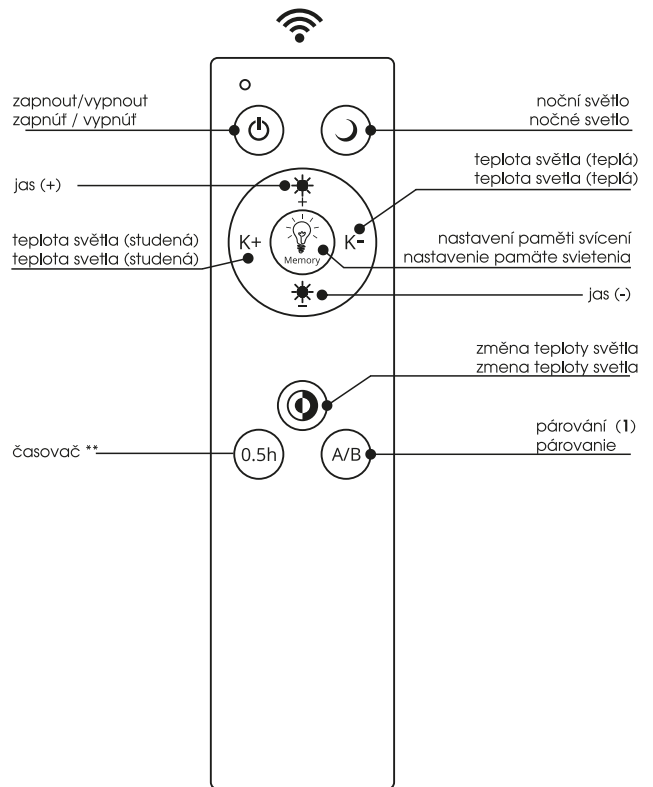 zapnout/vypnout
zapnúť / vypnúť
noční světlo
nočné svetlo
teplota světla (teplá)
teplota svetla (teplá)
jas (+)
+
teplota světla (studená)
teplota svetla (studená)
K+
Memory
K-
nastavení paměti svícení
nastavenie pamäte svietenia
jas (-)
–
změna teploty světla
zmena teploty svetla
časovač **
0.5h
A/B
párování (1)
párovanie